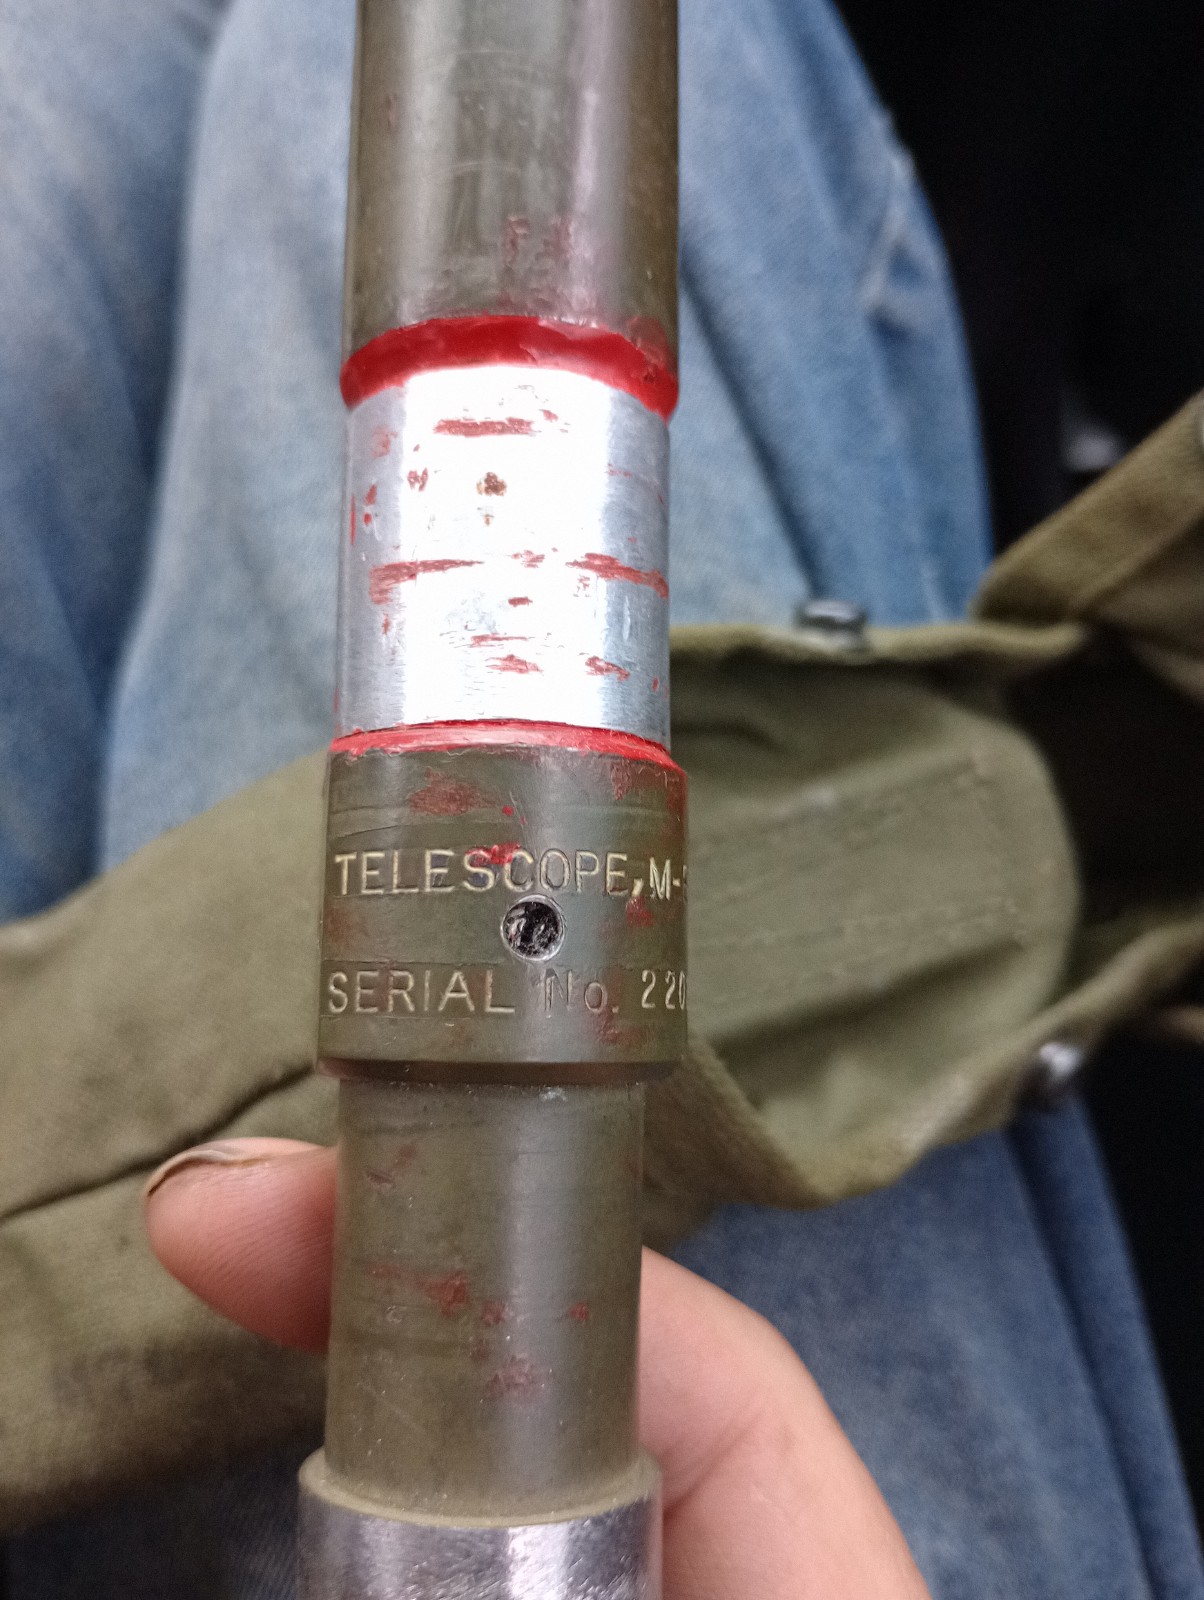 TELESCOPE, M-
SERIAL No. 220